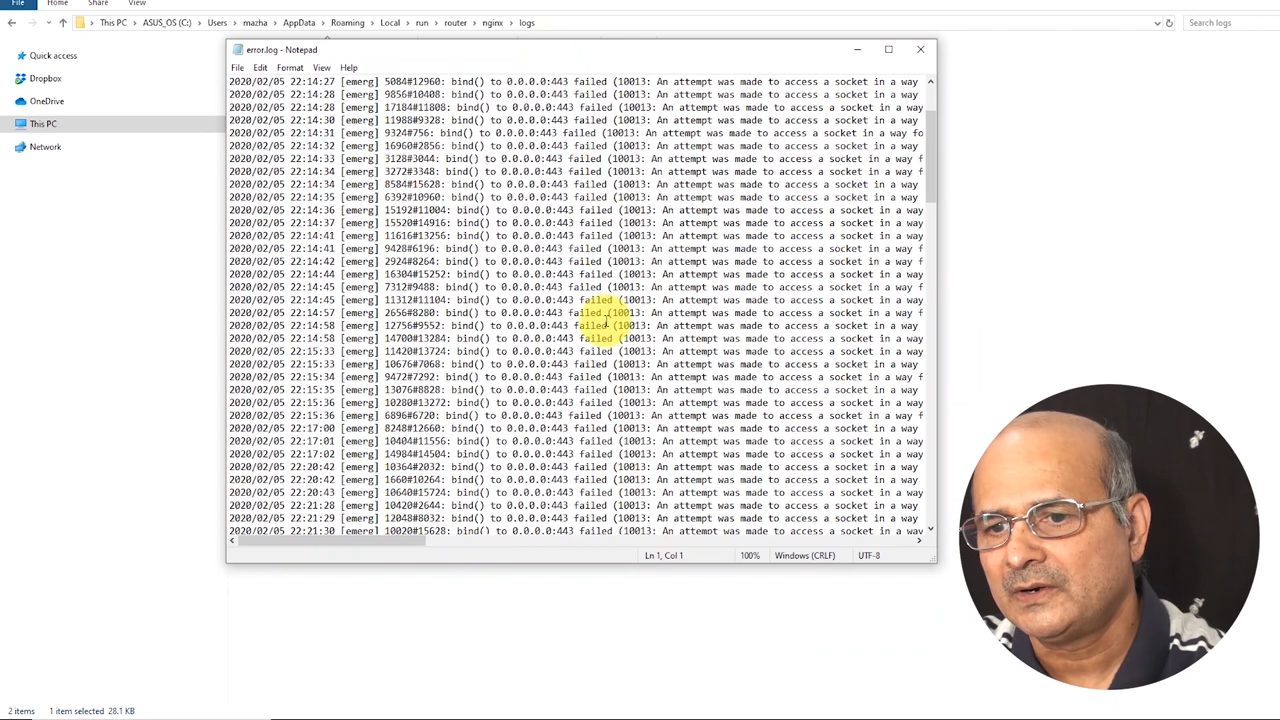 File Home Share View
This PC > ASUS_OS (C:) > Users > mazha > AppData > Roaming > Local > run > router > nginx > logs Search logs
Quick access
Dropbox
OneDrive
This PC
Network
error.log - Notepad
File Edit Format View Help
2020/02/05 22:14:27 [emerg] 5084#12960: bind() to 0.0.0.0:443 failed (10013: An attempt was made to access a socket in a way
2020/02/05 22:14:28 [emerg] 9856#10408: bind() to 0.0.0.0:443 failed (10013: An attempt was made to access a socket in a way
2020/02/05 22:14:28 [emerg] 17184#11808: bind() to 0.0.0.0:443 failed (10013: An attempt was made to access a socket in a way
2020/02/05 22:14:30 [emerg] 11988#9328: bind() to 0.0.0.0:443 failed (10013: An attempt was made to access a socket in a way
2020/02/05 22:14:31 [emerg] 9324#756: bind() to 0.0.0.0:443 failed (10013: An attempt was made to access a socket in a way fo
2020/02/05 22:14:32 [emerg] 16960#2856: bind() to 0.0.0.0:443 failed (10013: An attempt was made to access a socket in a way
2020/02/05 22:14:33 [emerg] 3128#3044: bind() to 0.0.0.0:443 failed (10013: An attempt was made to access a socket in a way f
2020/02/05 22:14:34 [emerg] 3272#3348: bind() to 0.0.0.0:443 failed (10013: An attempt was made to access a socket in a way f
2020/02/05 22:14:34 [emerg] 8584#15628: bind() to 0.0.0.0:443 failed (10013: An attempt was made to access a socket in a way
2020/02/05 22:14:35 [emerg] 6392#10960: bind() to 0.0.0.0:443 failed (10013: An attempt was made to access a socket in a way
2020/02/05 22:14:36 [emerg] 15192#11004: bind() to 0.0.0.0:443 failed (10013: An attempt was made to access a socket in a way
2020/02/05 22:14:37 [emerg] 15520#14916: bind() to 0.0.0.0:443 failed (10013: An attempt was made to access a socket in a way
2020/02/05 22:14:41 [emerg] 11616#13256: bind() to 0.0.0.0:443 failed (10013: An attempt was made to access a socket in a way
2020/02/05 22:14:41 [emerg] 9428#6196: bind() to 0.0.0.0:443 failed (10013: An attempt was made to access a socket in a way f
2020/02/05 22:14:42 [emerg] 2924#8264: bind() to 0.0.0.0:443 failed (10013: An attempt was made to access a socket in a way f
2020/02/05 22:14:44 [emerg] 16304#15252: bind() to 0.0.0.0:443 failed (10013: An attempt was made to access a socket in a way
2020/02/05 22:14:45 [emerg] 7312#9488: bind() to 0.0.0.0:443 failed (10013: An attempt was made to access a socket in a way f
2020/02/05 22:14:45 [emerg] 11312#11104: bind() to 0.0.0.0:443 failed (10013: An attempt was made to access a socket in a way
2020/02/05 22:14:57 [emerg] 2656#8280: bind() to 0.0.0.0:443 failed (10013: An attempt was made to access a socket in a way f
2020/02/05 22:14:58 [emerg] 12756#9552: bind() to 0.0.0.0:443 failed (10013: An attempt was made to access a socket in a way
2020/02/05 22:14:58 [emerg] 14700#13284: bind() to 0.0.0.0:443 failed (10013: An attempt was made to access a socket in a way
2020/02/05 22:15:33 [emerg] 11420#13724: bind() to 0.0.0.0:443 failed (10013: An attempt was made to access a socket in a way
2020/02/05 22:15:33 [emerg] 10676#7068: bind() to 0.0.0.0:443 failed (10013: An attempt was made to access a socket in a way
2020/02/05 22:15:34 [emerg] 9472#7292: bind() to 0.0.0.0:443 failed (10013: An attempt was made to access a socket in a way f
2020/02/05 22:15:35 [emerg] 13076#8828: bind() to 0.0.0.0:443 failed (10013: An attempt was made to access a socket in a way
2020/02/05 22:15:36 [emerg] 10280#13272: bind() to 0.0.0.0:443 failed (10013: An attempt was made to access a socket in a way
2020/02/05 22:15:36 [emerg] 6896#6720: bind() to 0.0.0.0:443 failed (10013: An attempt was made to access a socket in a way f
2020/02/05 22:17:00 [emerg] 8248#12660: bind() to 0.0.0.0:443 failed (10013: An attempt was made to access a socket in a way
2020/02/05 22:17:01 [emerg] 10404#11556: bind() to 0.0.0.0:443 failed (10013: An attempt was made to access a socket in a way
2020/02/05 22:17:02 [emerg] 14984#14504: bind() to 0.0.0.0:443 failed (10013: An attempt was made to access a socket in a way
2020/02/05 22:20:42 [emerg] 10364#2032: bind() to 0.0.0.0:443 failed (10013: An attempt was made to access a socket in a way
2020/02/05 22:20:42 [emerg] 1660#10264: bind() to 0.0.0.0:443 failed (10013: An attempt was made to access a socket in a way
2020/02/05 22:20:43 [emerg] 10640#15724: bind() to 0.0.0.0:443 failed (10013: An attempt was made to access a socket in a way
2020/02/05 22:21:28 [emerg] 10420#2644: bind() to 0.0.0.0:443 failed (10013: An attempt was made to access a socket in a way
2020/02/05 22:21:29 [emerg] 12048#8032: bind() to 0.0.0.0:443 failed (10013: An attempt was made to access a socket in a way
2020/02/05 22:21:30 [emerg] 10020#15628: bind() to 0.0.0.0:443 failed (10013: An attempt was made to access a socket in a way
Ln 1, Col 1 100% Windows (CRLF) UTF-8
2 items 1 item selected 28.1 KB